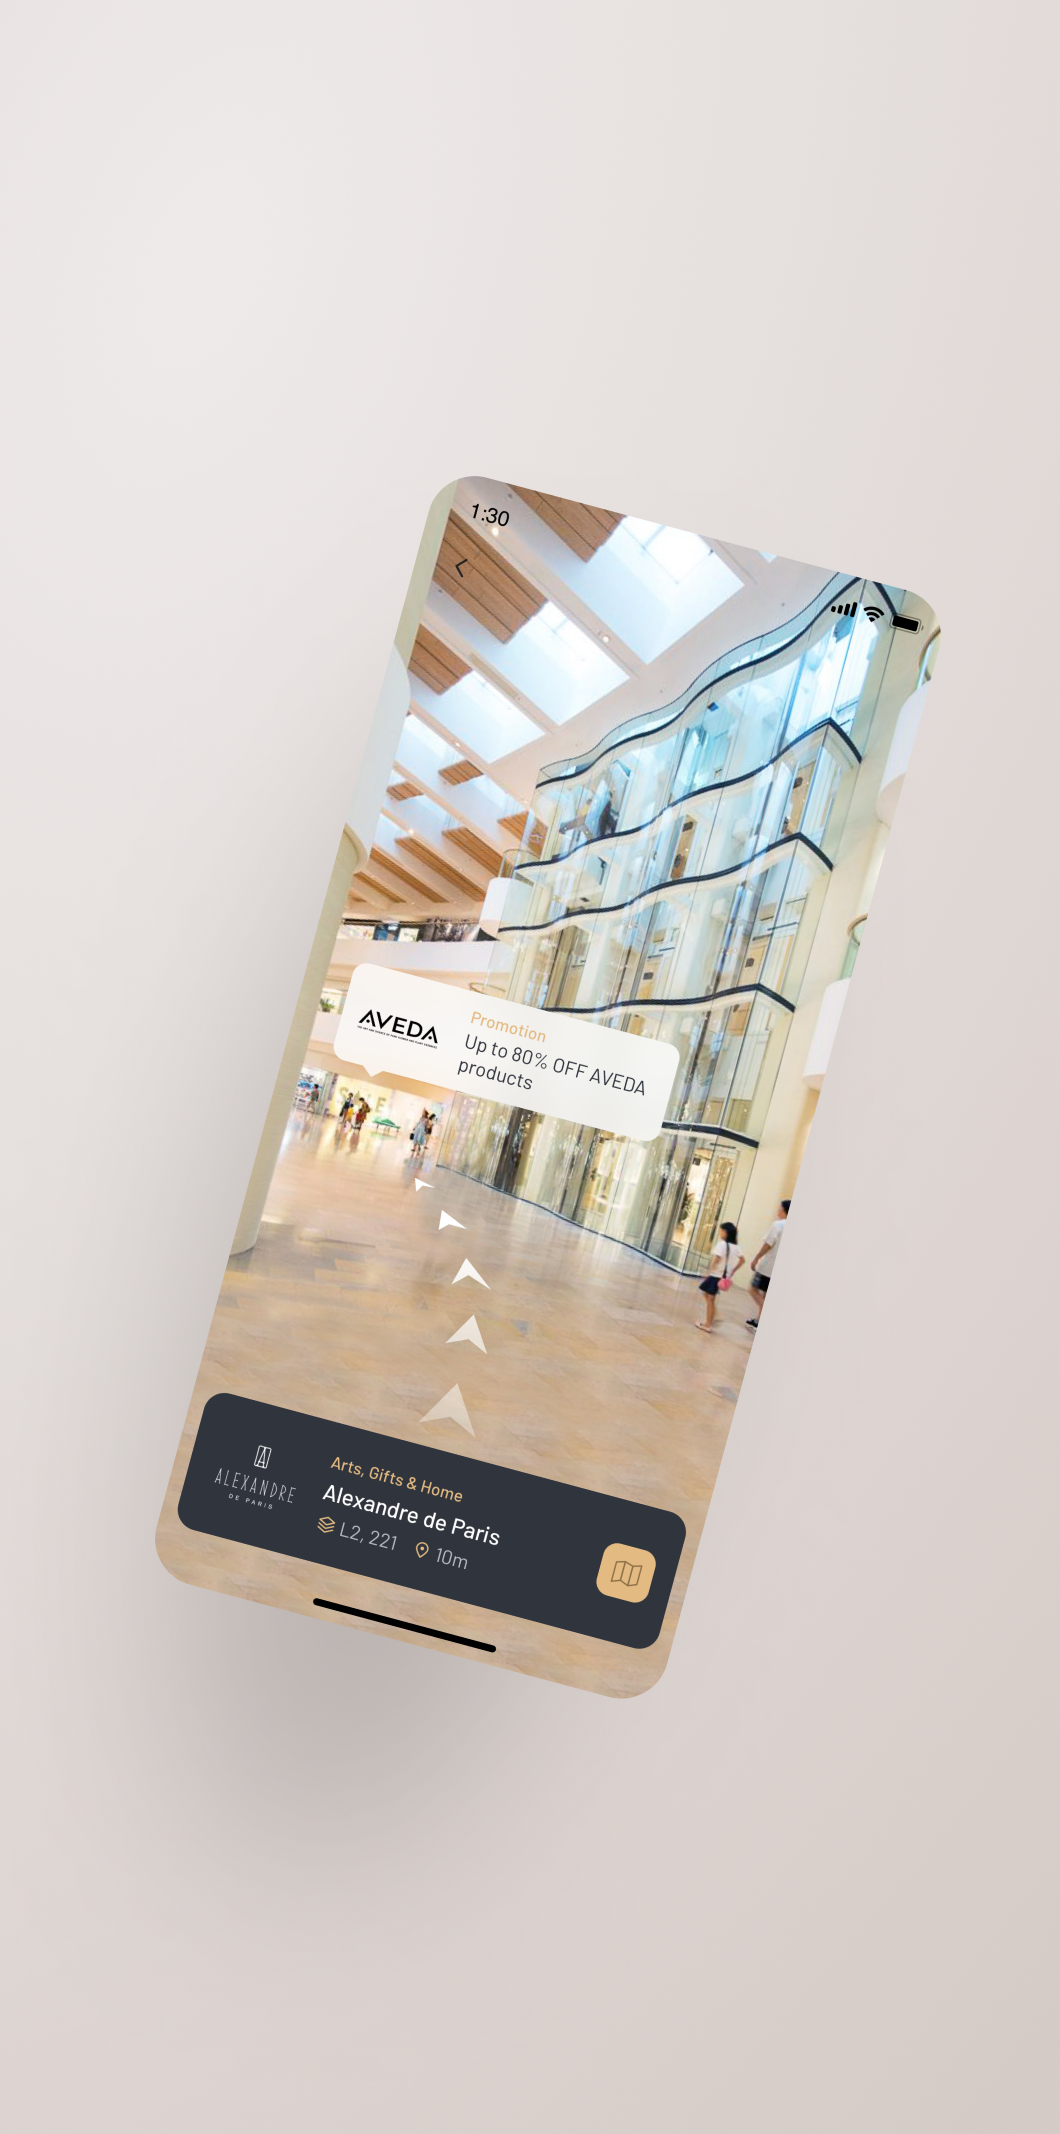 1:30
AVEDA
Promotion
Up to 80% OFF AVEDA
products
ALEXANDRE
DE PARIS
Arts, Gifts & Home
Alexandre de Paris
L2, 221
10m